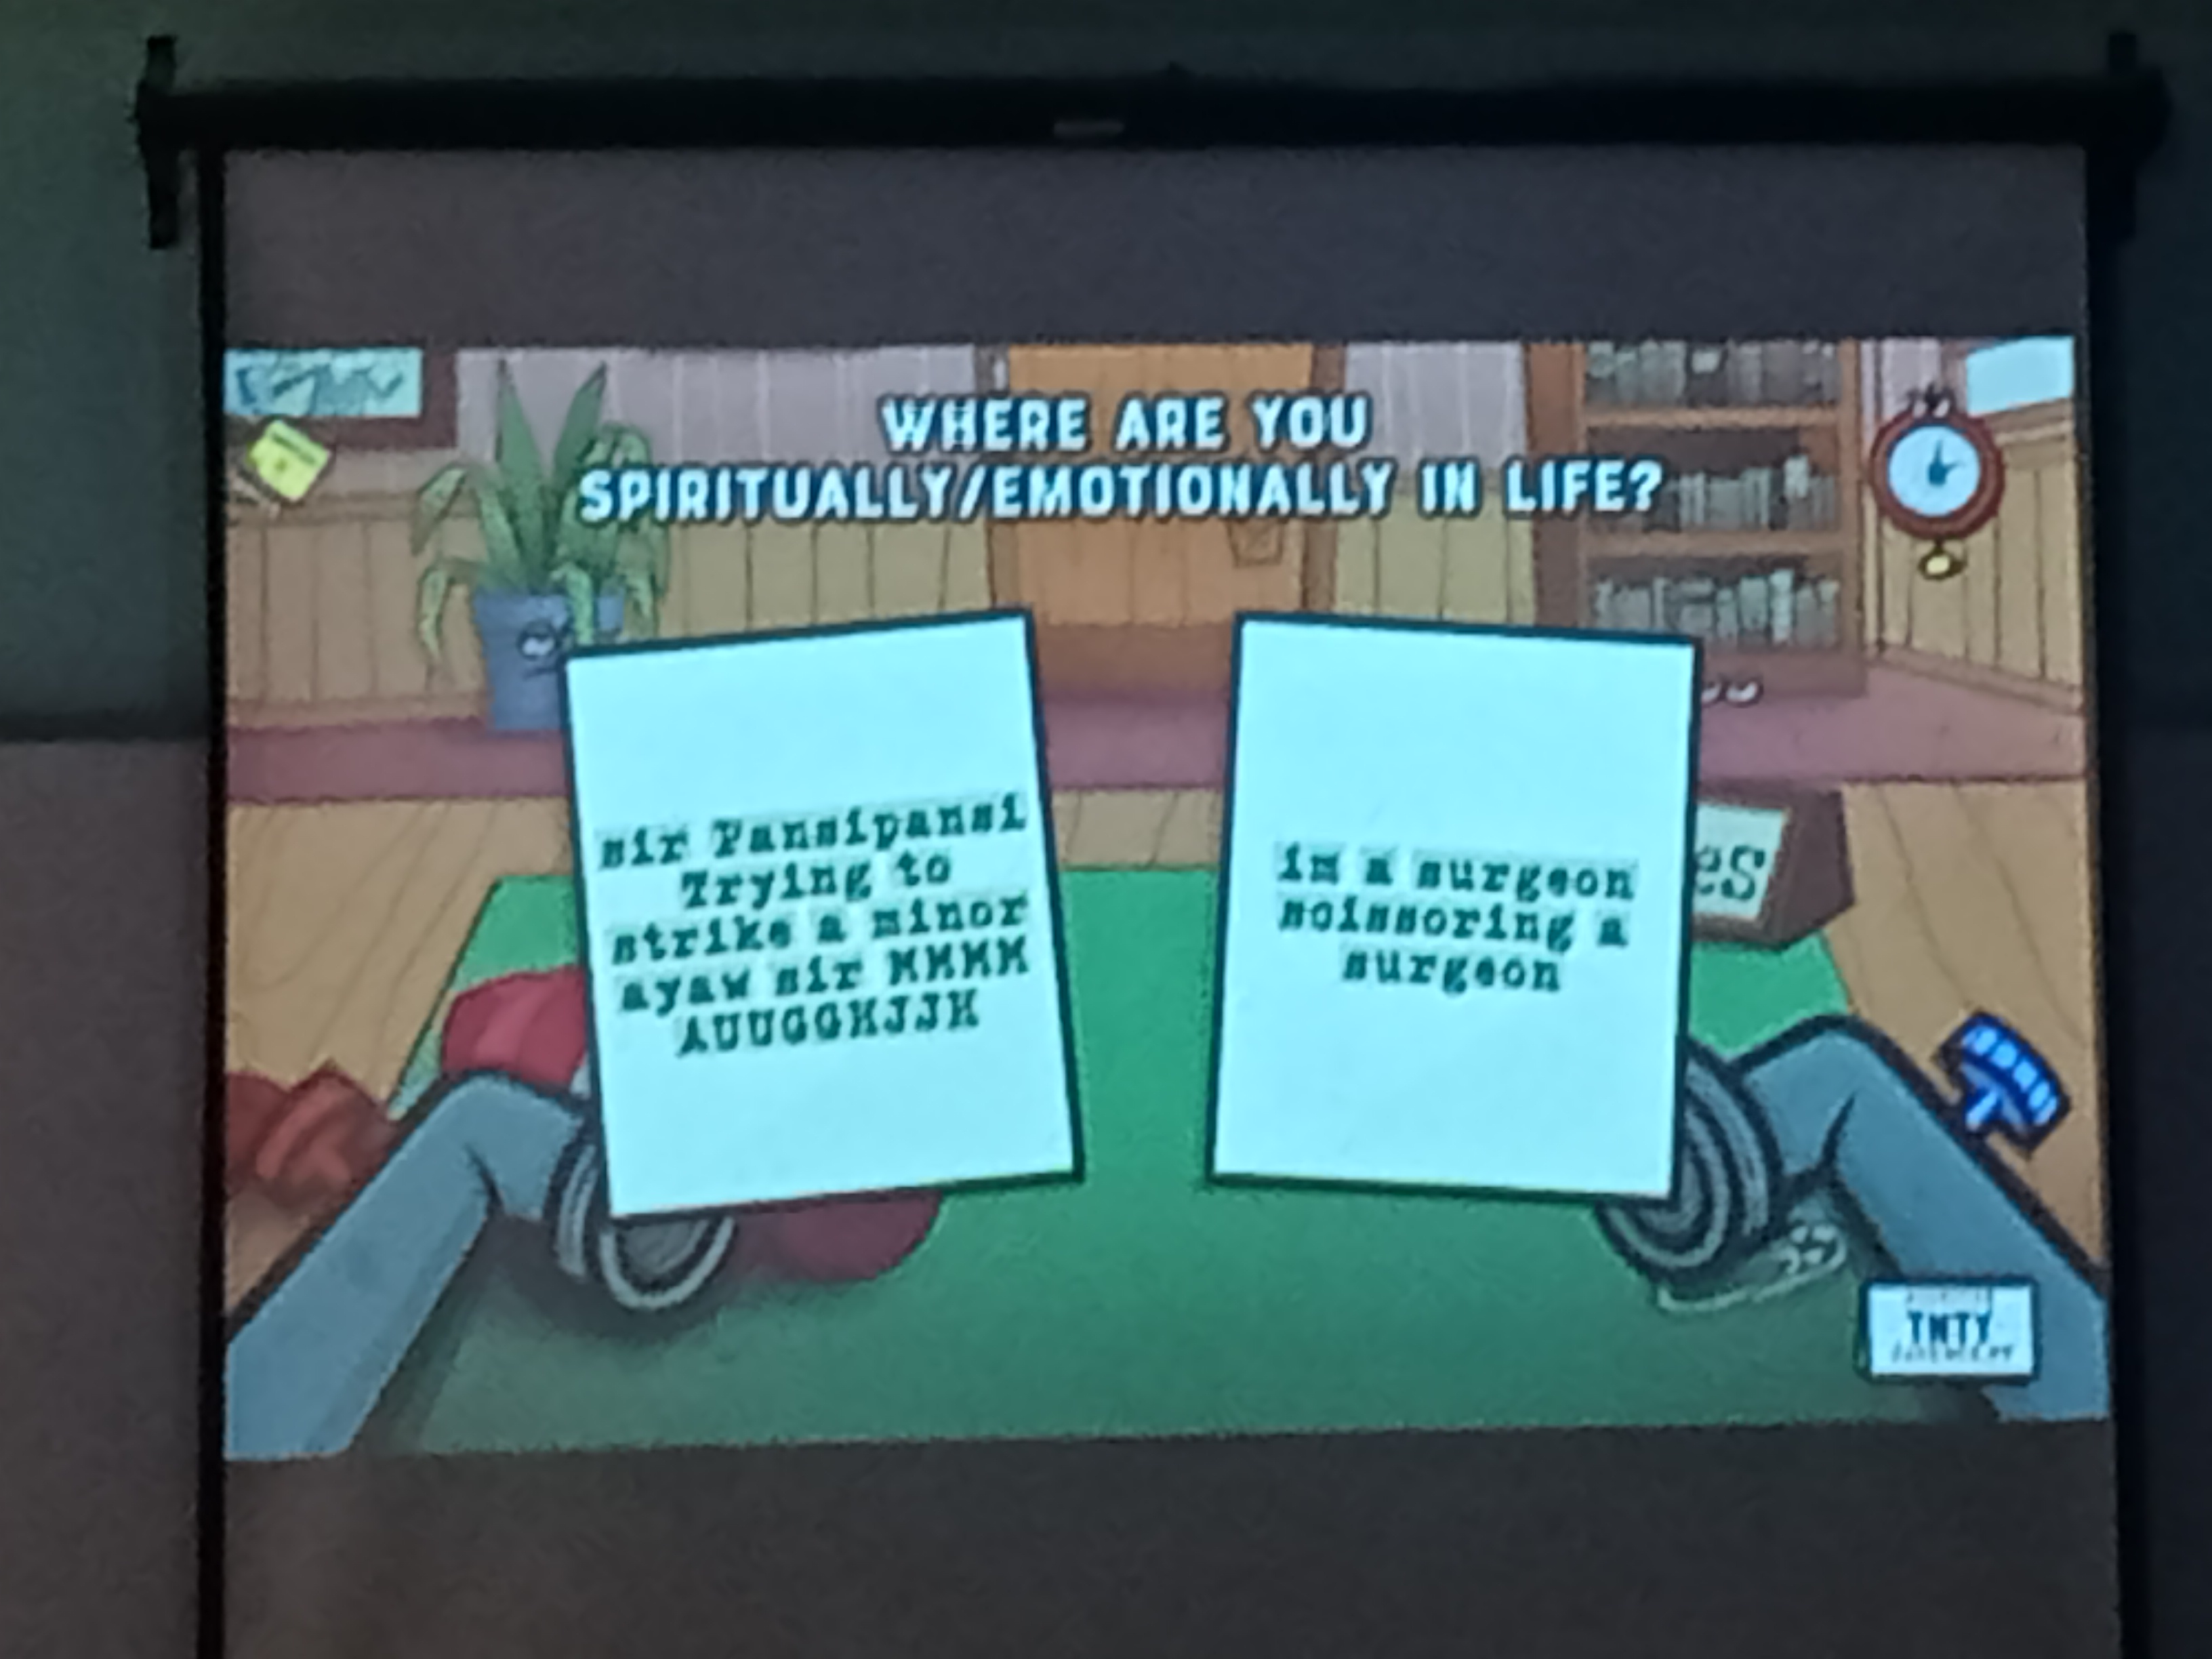 WHERE ARE YOU
SPIRITUALLY/EMOTIONALLY IN LIFE?
sir Pansipansi
Trying to
strike a minor
ayaw sir MMMM
AUUGGHJJH
im a surgeon
scissoring a
surgeon
es
TNTY